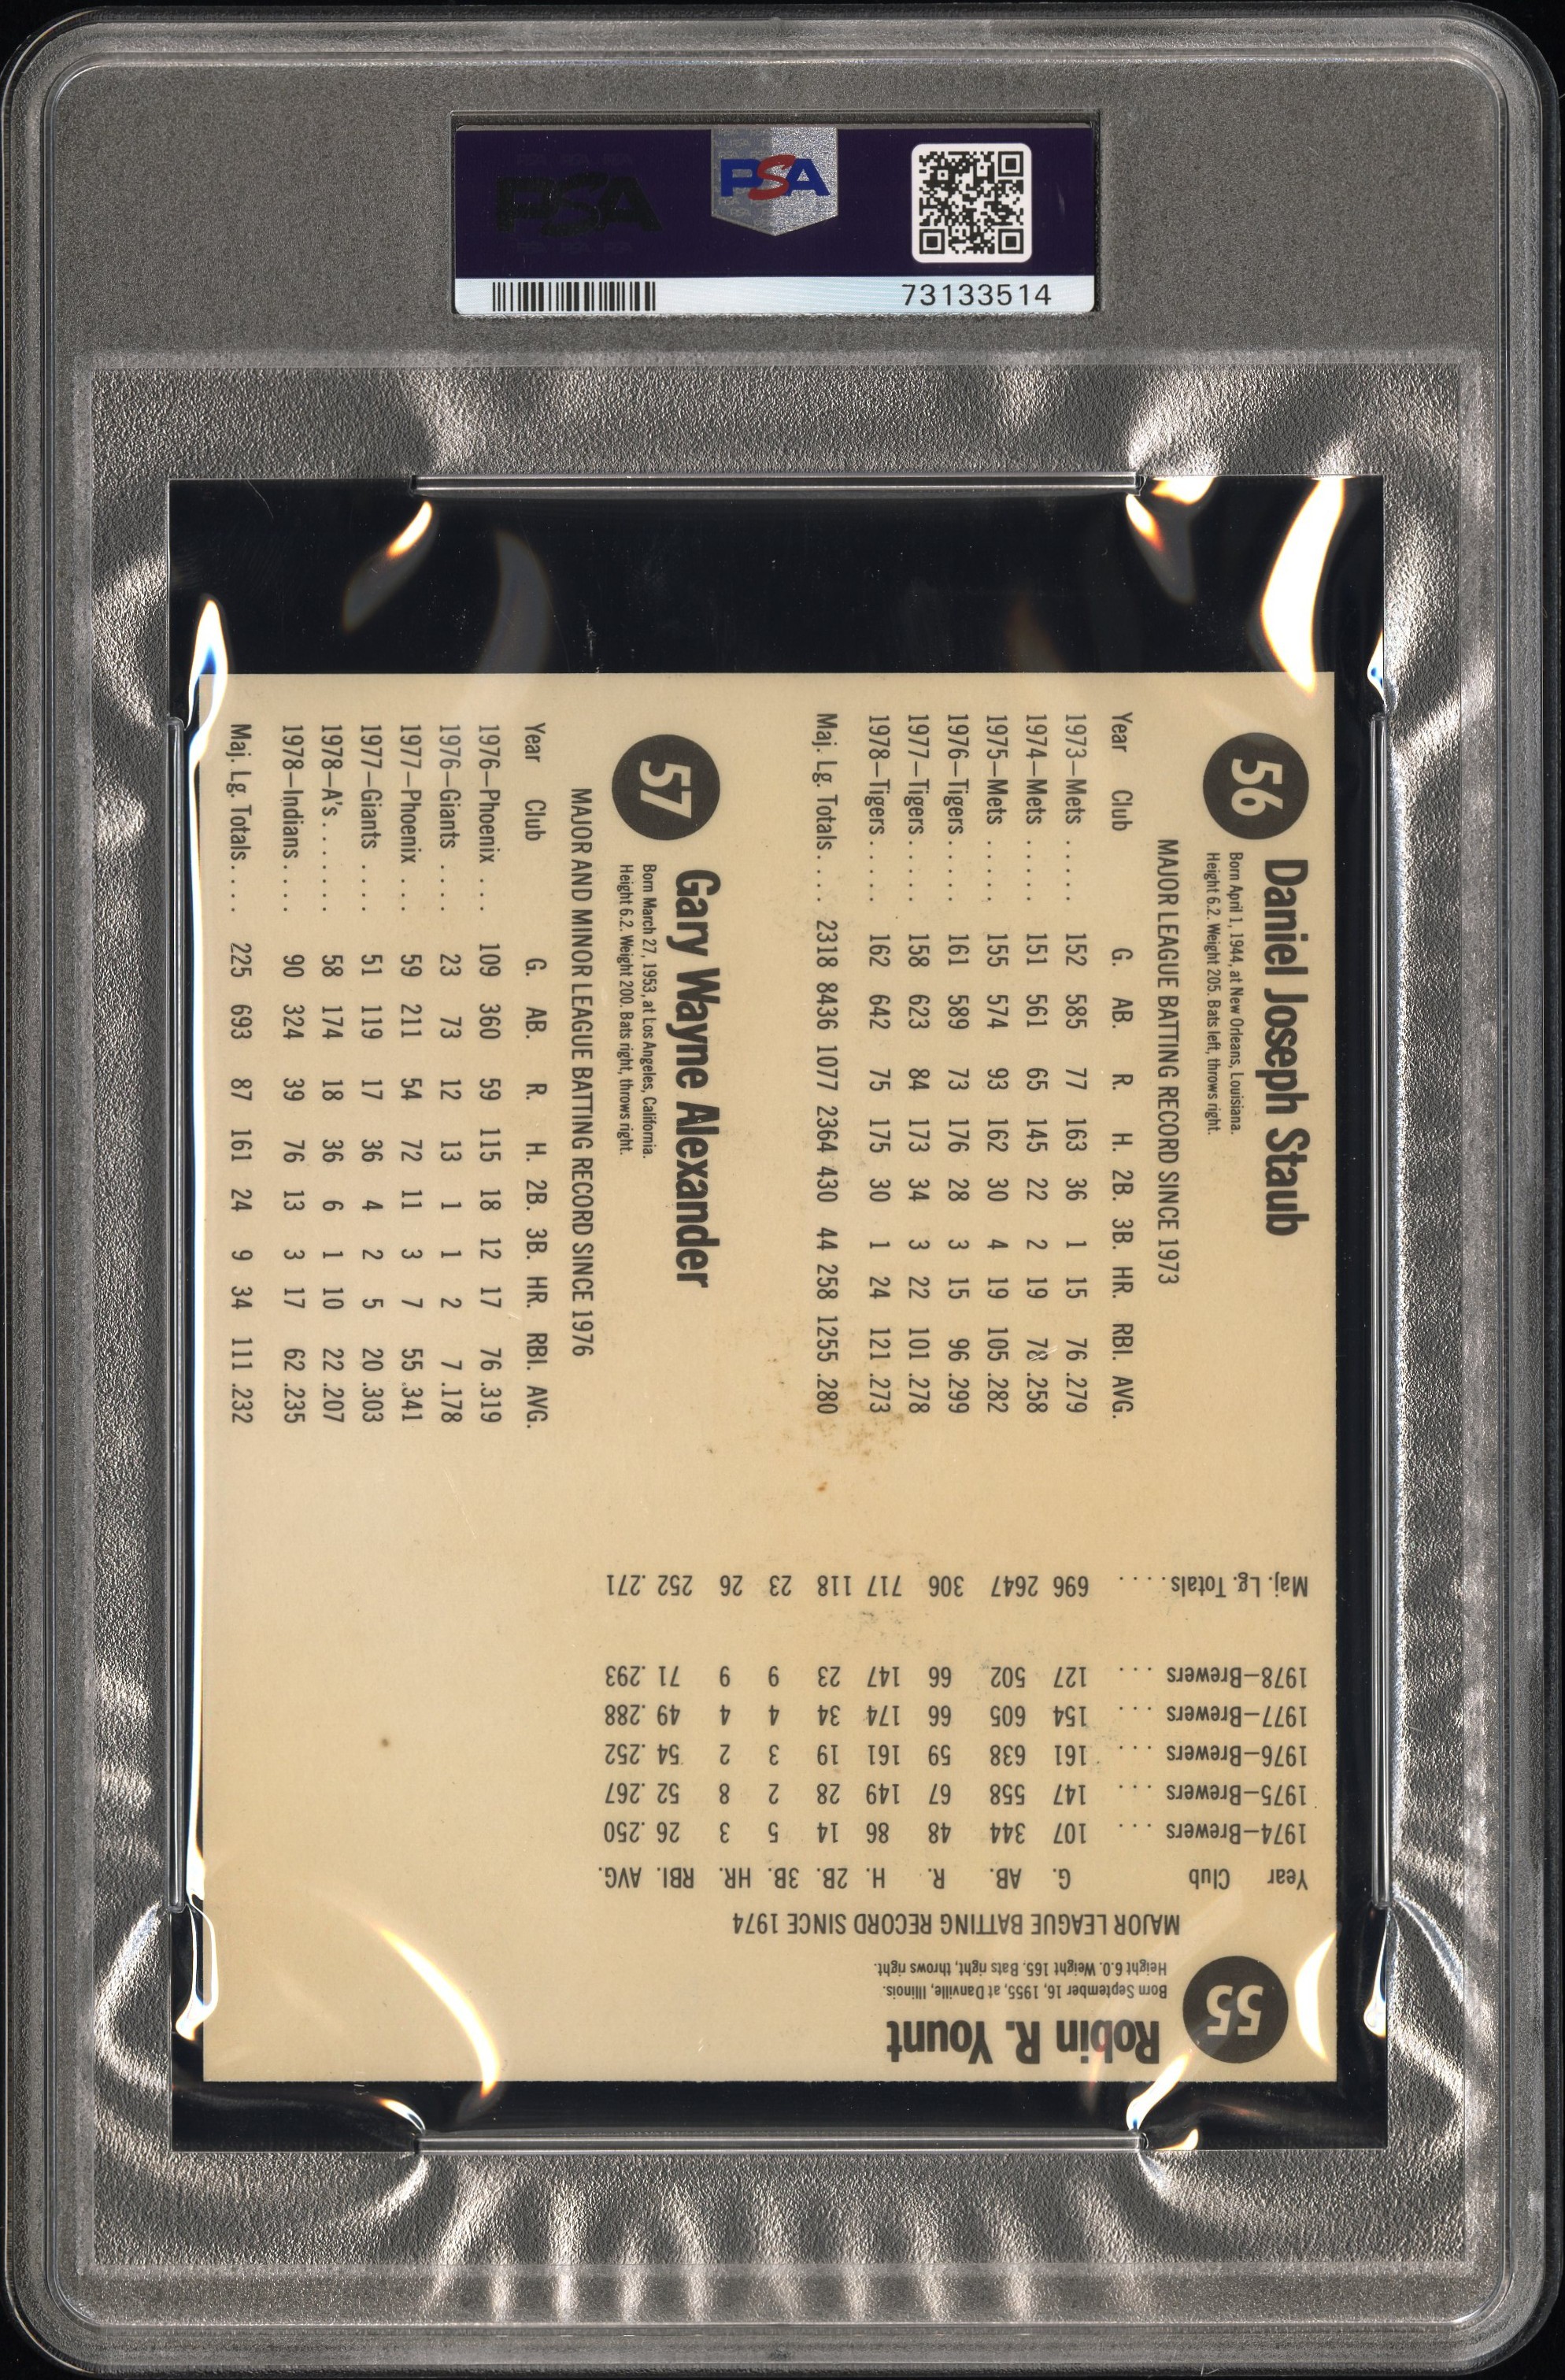 PSA
PSA
73133514
56 Daniel Joseph Staub
Born April 1, 1944, at New Orleans, Louisiana.
Height 6.2. Weight 205. Bats left, throws right.
MAJOR LEAGUE BATTING RECORD SINCE 1973
Year Club G. AB. R. H. 2B. 3B. HR. RBI. AVG.
1973—Mets ..... 152 585 77 163 36 1 15 76 .279
1974—Mets ..... 151 561 65 145 22 2 19 78 .258
1975—Mets ..... 155 574 93 162 30 4 19 105 .282
1976—Tigers .... 161 589 73 176 28 3 15 96 .299
1977—Tigers .... 158 623 84 173 34 3 22 101 .278
1978—Tigers..... 162 642 75 175 30 1 24 121 .273
Maj. Lg. Totals .... 2318 8436 1077 2364 430 44 258 1255 .280
57 Gary Wayne Alexander
Born March 27, 1953, at Los Angeles, California.
Height 6.2. Weight 200. Bats right, throws right.
MAJOR AND MINOR LEAGUE BATTING RECORD SINCE 1976
Year Club G. AB. R. H. 2B. 3B. HR. RBI. AVG.
1976—Phoenix ... 109 360 59 115 18 12 17 76 .319
1976—Giants .... 23 73 12 13 1 1 2 7 .178
1977—Phoenix ... 59 211 54 72 11 3 7 55 .341
1977—Giants .... 51 119 17 36 4 2 5 20 .303
1978—A's....... 58 174 18 36 6 1 10 22 .207
1978—Indians .... 90 324 39 76 13 3 17 62 .235
Maj. Lg. Totals.... 225 693 87 161 24 9 34 111 .232
55 Robin R. Yount
Born September 16, 1955, at Danville, Illinois.
Height 6.0. Weight 165. Bats right, throws right.
MAJOR LEAGUE BATTING RECORD SINCE 1974
Year Club G. AB. R. H. 2B. 3B. HR. RBI. AVG.
1974—Brewers ... 107 344 48 86 14 5 3 26 .250
1975—Brewers ... 147 558 67 149 28 2 8 52 .267
1976—Brewers ... 161 638 59 161 19 3 2 54 .252
1977—Brewers ... 154 605 66 174 34 4 4 49 .288
1978—Brewers ... 127 502 66 147 23 9 9 71 .293
Maj. Lg. Totals.... 696 2647 306 717 118 23 26 252 .271